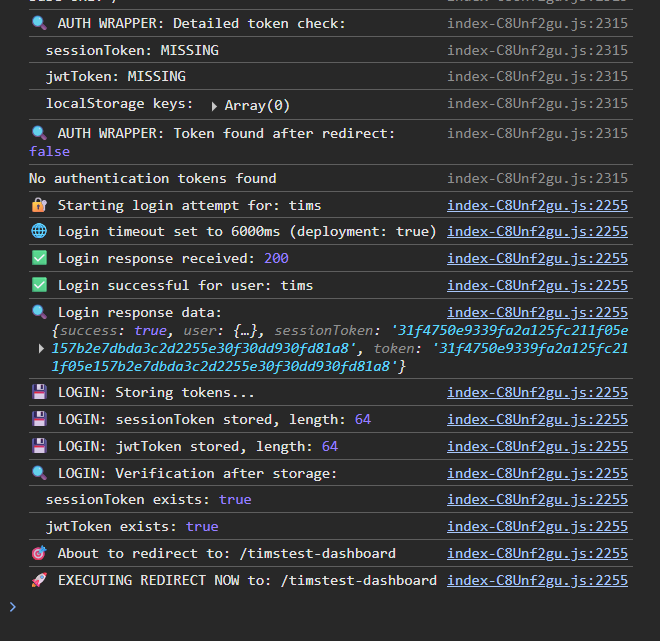 🔍 AUTH WRAPPER: Detailed token check: index-C8Unf2gu.js:2315
sessionToken: MISSING index-C8Unf2gu.js:2315
jwtToken: MISSING index-C8Unf2gu.js:2315
localStorage keys: ▶ Array(0) index-C8Unf2gu.js:2315
🔍 AUTH WRAPPER: Token found after redirect: index-C8Unf2gu.js:2315
false
No authentication tokens found index-C8Unf2gu.js:2315
🔐 Starting login attempt for: tims index-C8Unf2gu.js:2255
🌐 Login timeout set to 6000ms (deployment: true) index-C8Unf2gu.js:2255
✅ Login response received: 200 index-C8Unf2gu.js:2255
✅ Login successful for user: tims index-C8Unf2gu.js:2255
🔍 Login response data: index-C8Unf2gu.js:2255
{success: true, user: {…}, sessionToken: '31f4750e9339fa2a125fc211f05e
▶ 157b2e7dbda3c2d2255e30f30dd930fd81a8', token: '31f4750e9339fa2a125fc21
1f05e157b2e7dbda3c2d2255e30f30dd930fd81a8'}
💾 LOGIN: Storing tokens... index-C8Unf2gu.js:2255
💾 LOGIN: sessionToken stored, length: 64 index-C8Unf2gu.js:2255
💾 LOGIN: jwtToken stored, length: 64 index-C8Unf2gu.js:2255
🔍 LOGIN: Verification after storage: index-C8Unf2gu.js:2255
sessionToken exists: true index-C8Unf2gu.js:2255
jwtToken exists: true index-C8Unf2gu.js:2255
🎯 About to redirect to: /timstest-dashboard index-C8Unf2gu.js:2255
🚀 EXECUTING REDIRECT NOW to: /timstest-dashboard index-C8Unf2gu.js:2255